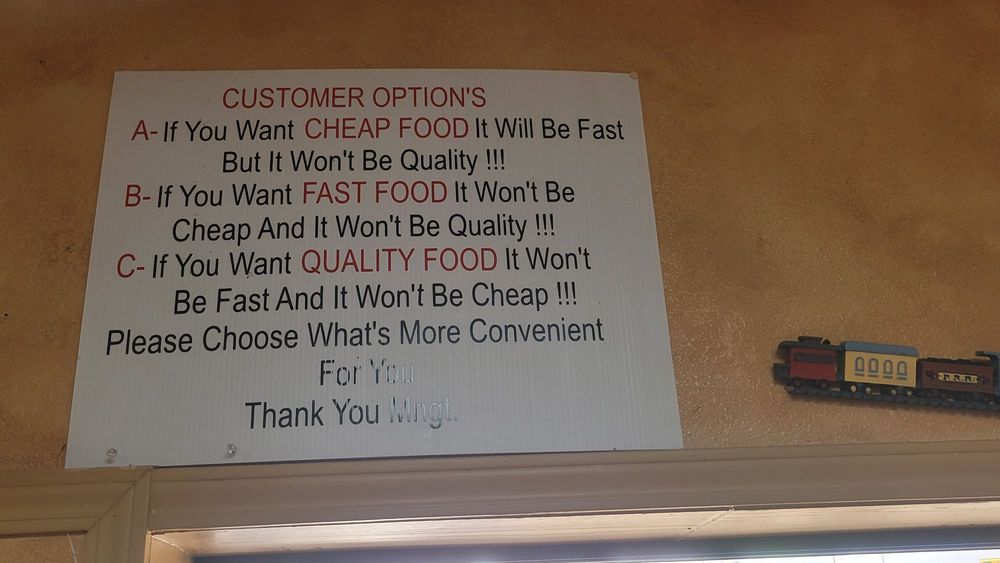 CUSTOMER OPTION'S
A- If You Want CHEAP FOOD It Will Be Fast
But It Won't Be Quality !!!
B- If You Want FAST FOOD It Won't Be
Cheap And It Won't Be Quality !!!
C- If You Want QUALITY FOOD It Won't
Be Fast And It Won't Be Cheap !!!
Please Choose What's More Convenient
For You
Thank You Mngt.